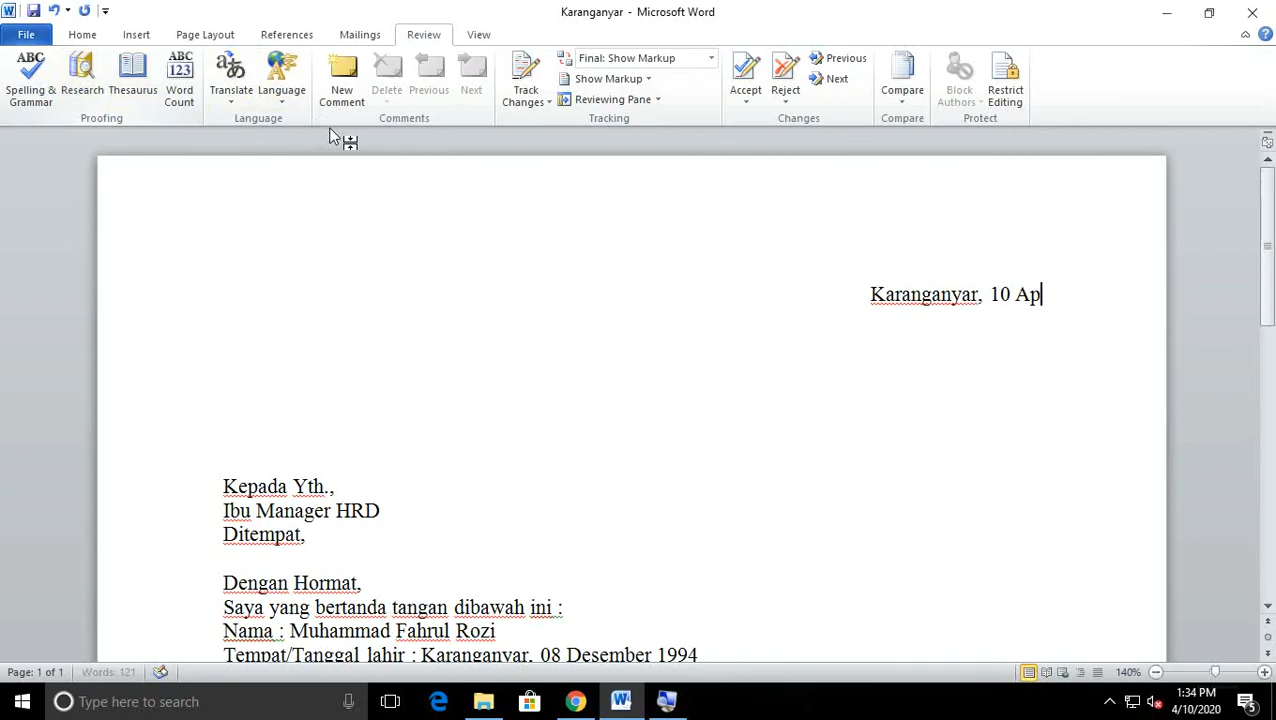 Karanganyar - Microsoft Word
File Home Insert Page Layout References Mailings Review View
ABC Spelling & Grammar
Research
Thesaurus
ABC 123 Word Count
Translate
Language
New Comment
Delete
Previous
Next
Track Changes
Final: Show Markup
Show Markup
Reviewing Pane
Accept
Reject
Previous
Next
Compare
Block Authors
Restrict Editing
Proofing Language Comments Tracking Changes Compare Protect
Karanganyar, 10 Ap
Kepada Yth.,
Ibu Manager HRD
Ditempat,
Dengan Hormat,
Saya yang bertanda tangan dibawah ini :
Nama : Muhammad Fahrul Rozi
Tempat/Tanggal lahir : Karanganyar, 08 Desember 1994
Page: 1 of 1 Words: 121 140%
Type here to search
1:34 PM
4/10/2020
5